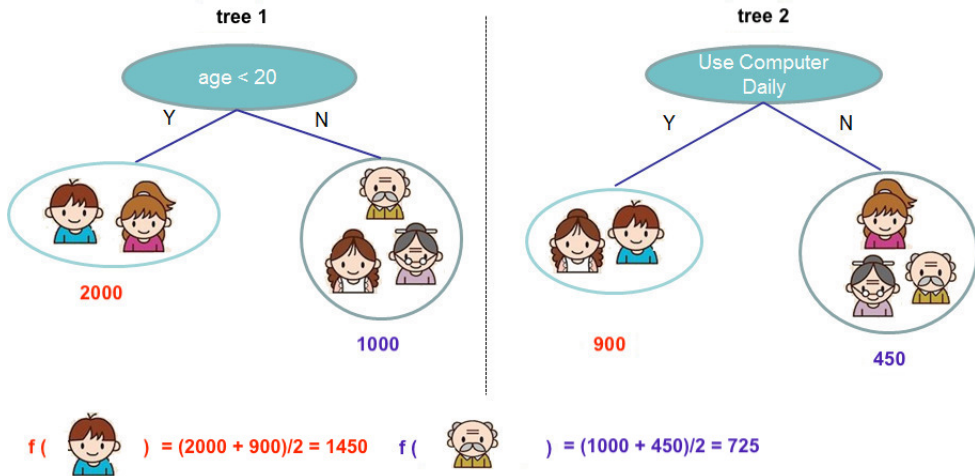 tree 1
tree 2
age < 20
Use Computer
Daily
Y
N
Y
N
2000
1000
900
450
f ( ) = (2000 + 900)/2 = 1450
f ( ) = (1000 + 450)/2 = 725